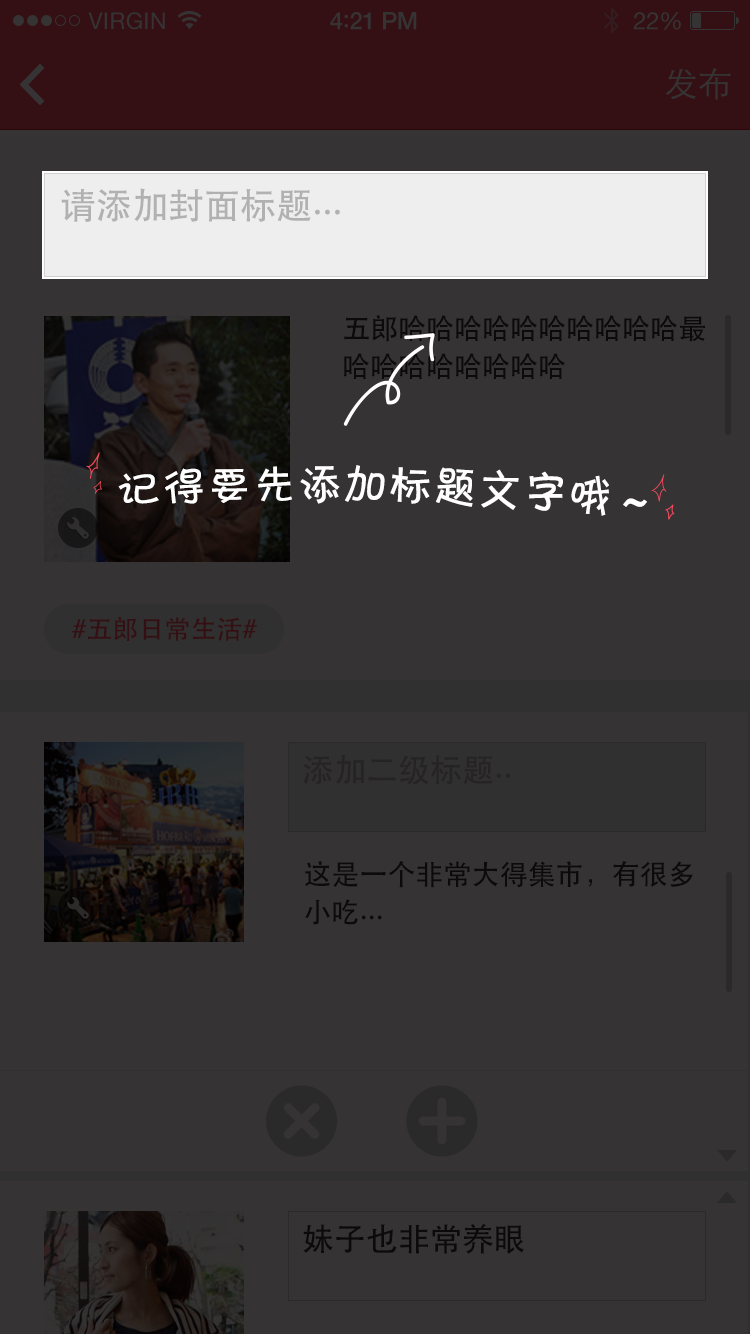 VIRGIN
4:21 PM
22%
发布
请添加封面标题...
五郎哈哈哈哈哈哈哈哈哈哈最
哈哈哈哈哈哈哈哈
记得要先添加标题文字哦~
#五郎日常生活#
添加二级标题..
这是一个非常大得集市，有很多
小吃...
妹子也非常养眼